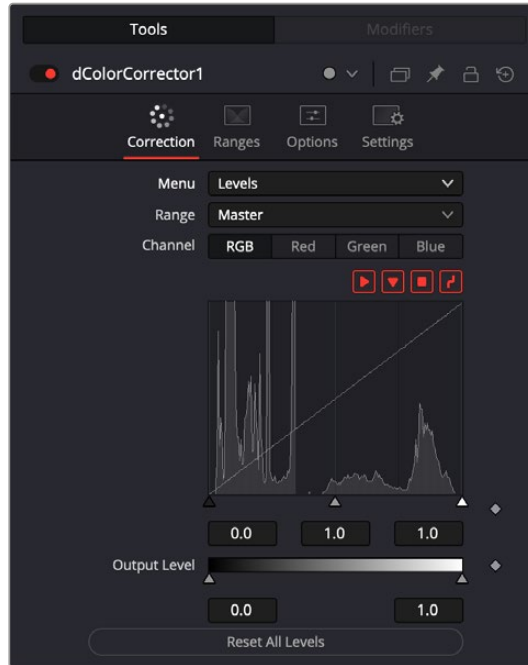 Tools Modifiers
dColorCorrector1
Correction Ranges Options Settings
Menu Levels
Range Master
Channel RGB Red Green Blue
0.0 1.0 1.0
Output Level
0.0 1.0
Reset All Levels